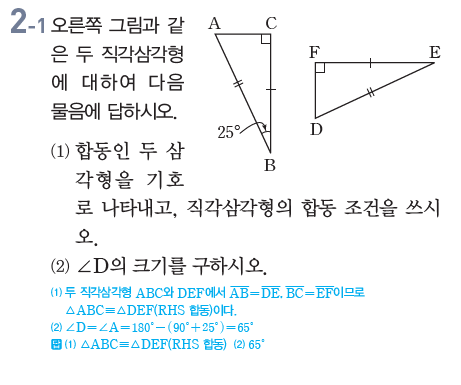 2-1 오른쪽 그림과 같
은 두 직각삼각형
에 대하여 다음
물음에 답하시오.
A C
25°
B
F E
D
(1) 합동인 두 삼
각형을 기호
로 나타내고, 직각삼각형의 합동 조건을 쓰시
오.
(2) ∠D의 크기를 구하시오.
(1) 두 직각삼각형 ABC와 DEF에서 A̅B̅=D̅E̅, B̅C̅=E̅F̅이므로
△ABC≡△DEF(RHS 합동)이다.
(2) ∠D=∠A=180°-(90°+25°)=65°
답 (1) △ABC≡△DEF(RHS 합동) (2) 65°